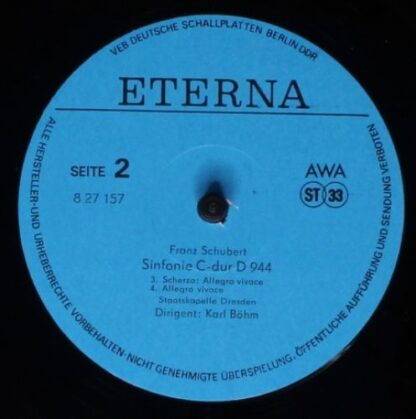 VEB DEUTSCHE SCHALLPLATTEN BERLIN DDR
ETERNA
SEITE 2
8 27 157
AWA
ST 33
Franz Schubert
Sinfonie C-dur D 944
3. Scherzo: Allegro vivace
4. Allegro vivace
Staatskapelle Dresden
Dirigent: Karl Böhm
ALLE HERSTELLER-UND URHEBERRECHTE VORBEHALTEN·NICHT GENEHMIGTE ÜBERSPIELUNG, ÖFFENTLICHE AUFFÜHRUNG UND SENDUNG VERBOTEN